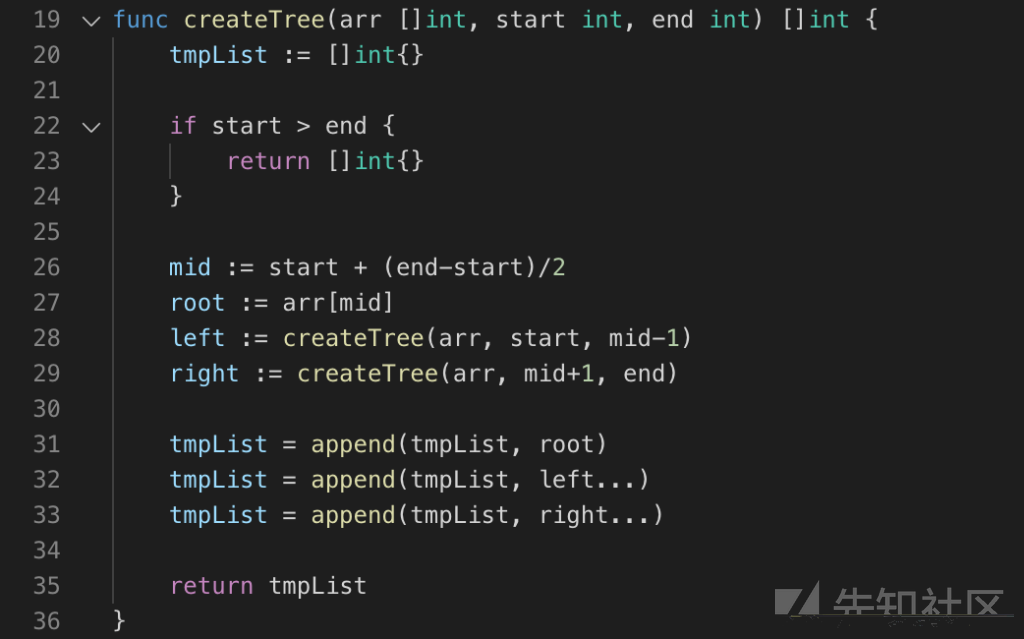 19 func createTree(arr []int, start int, end int) []int {
20     tmpList := []int{}
21
22     if start > end {
23         return []int{}
24     }
25
26     mid := start + (end-start)/2
27     root := arr[mid]
28     left := createTree(arr, start, mid-1)
29     right := createTree(arr, mid+1, end)
30
31     tmpList = append(tmpList, root)
32     tmpList = append(tmpList, left...)
33     tmpList = append(tmpList, right...)
34
35     return tmpList
36 }
先知社区